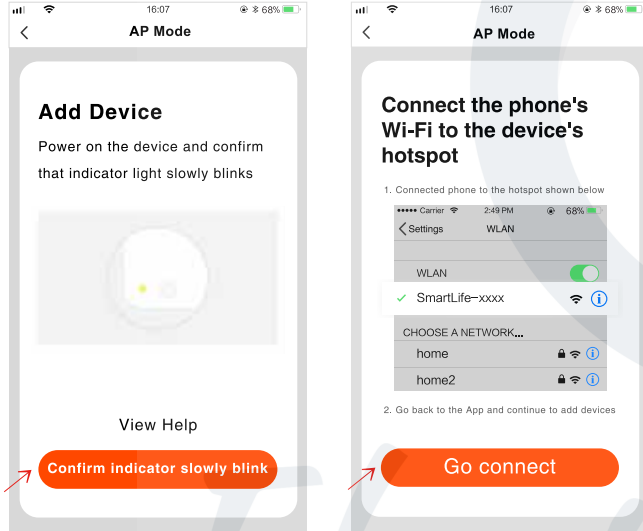 16:07
68%
AP Mode
Add Device
Power on the device and confirm
that indicator light slowly blinks
View Help
Confirm indicator slowly blink
16:07
68%
AP Mode
Connect the phone's
Wi-Fi to the device's
hotspot
1. Connected phone to the hotspot shown below
Carrier 2:49 PM 68%
Settings WLAN
WLAN
SmartLife-xxxx
CHOOSE A NETWORK...
home
home2
2. Go back to the App and continue to add devices
Go connect